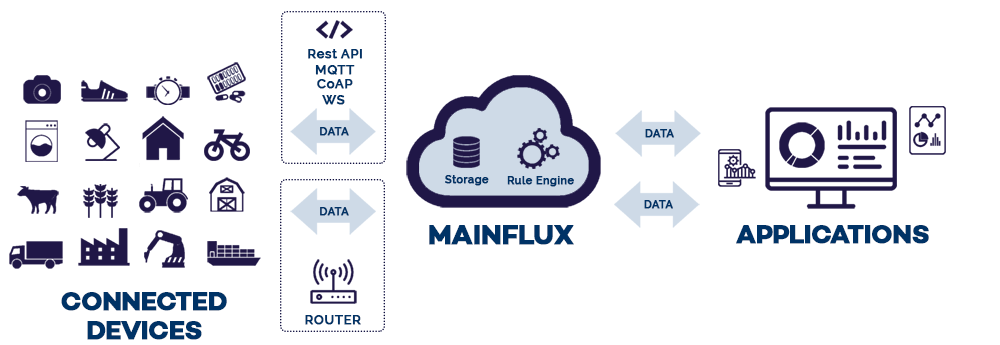 Rest API
MQTT
CoAP
WS
DATA
DATA
ROUTER
CONNECTED
DEVICES
Storage
Rule Engine
MAINFLUX
DATA
DATA
APPLICATIONS